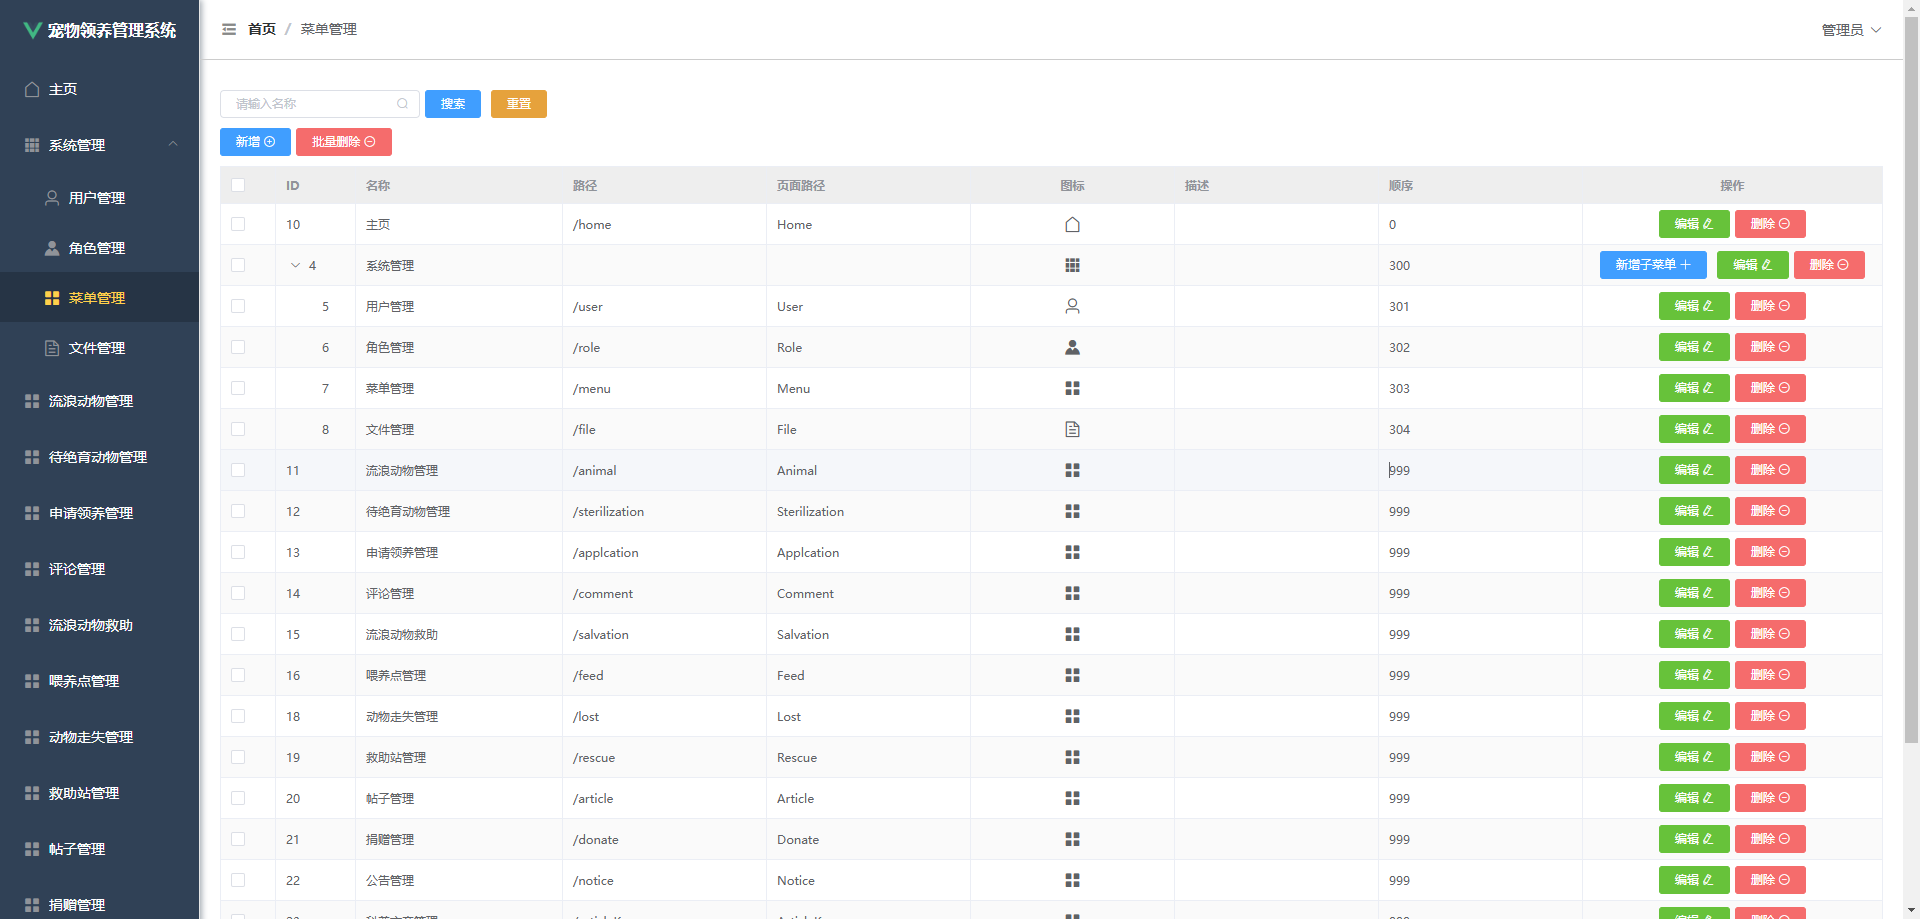 宠物领养管理系统
主页
系统管理
用户管理
角色管理
菜单管理
文件管理
流浪动物管理
待绝育动物管理
申请领养管理
评论管理
流浪动物救助
喂养点管理
动物走失管理
救助站管理
帖子管理
捐赠管理
首页 / 菜单管理
管理员
请输入名称 搜索 重置
新增 批量删除
ID 名称 路径 页面路径 图标 描述 顺序 操作
10 主页 /home Home 0 编辑 删除
4 系统管理 300 新增子菜单 编辑 删除
5 用户管理 /user User 301 编辑 删除
6 角色管理 /role Role 302 编辑 删除
7 菜单管理 /menu Menu 303 编辑 删除
8 文件管理 /file File 304 编辑 删除
11 流浪动物管理 /animal Animal 999 编辑 删除
12 待绝育动物管理 /sterilization Sterilization 999 编辑 删除
13 申请领养管理 /applcation Applcation 999 编辑 删除
14 评论管理 /comment Comment 999 编辑 删除
15 流浪动物救助 /salvation Salvation 999 编辑 删除
16 喂养点管理 /feed Feed 999 编辑 删除
18 动物走失管理 /lost Lost 999 编辑 删除
19 救助站管理 /rescue Rescue 999 编辑 删除
20 帖子管理 /article Article 999 编辑 删除
21 捐赠管理 /donate Donate 999 编辑 删除
22 公告管理 /notice Notice 999 编辑 删除